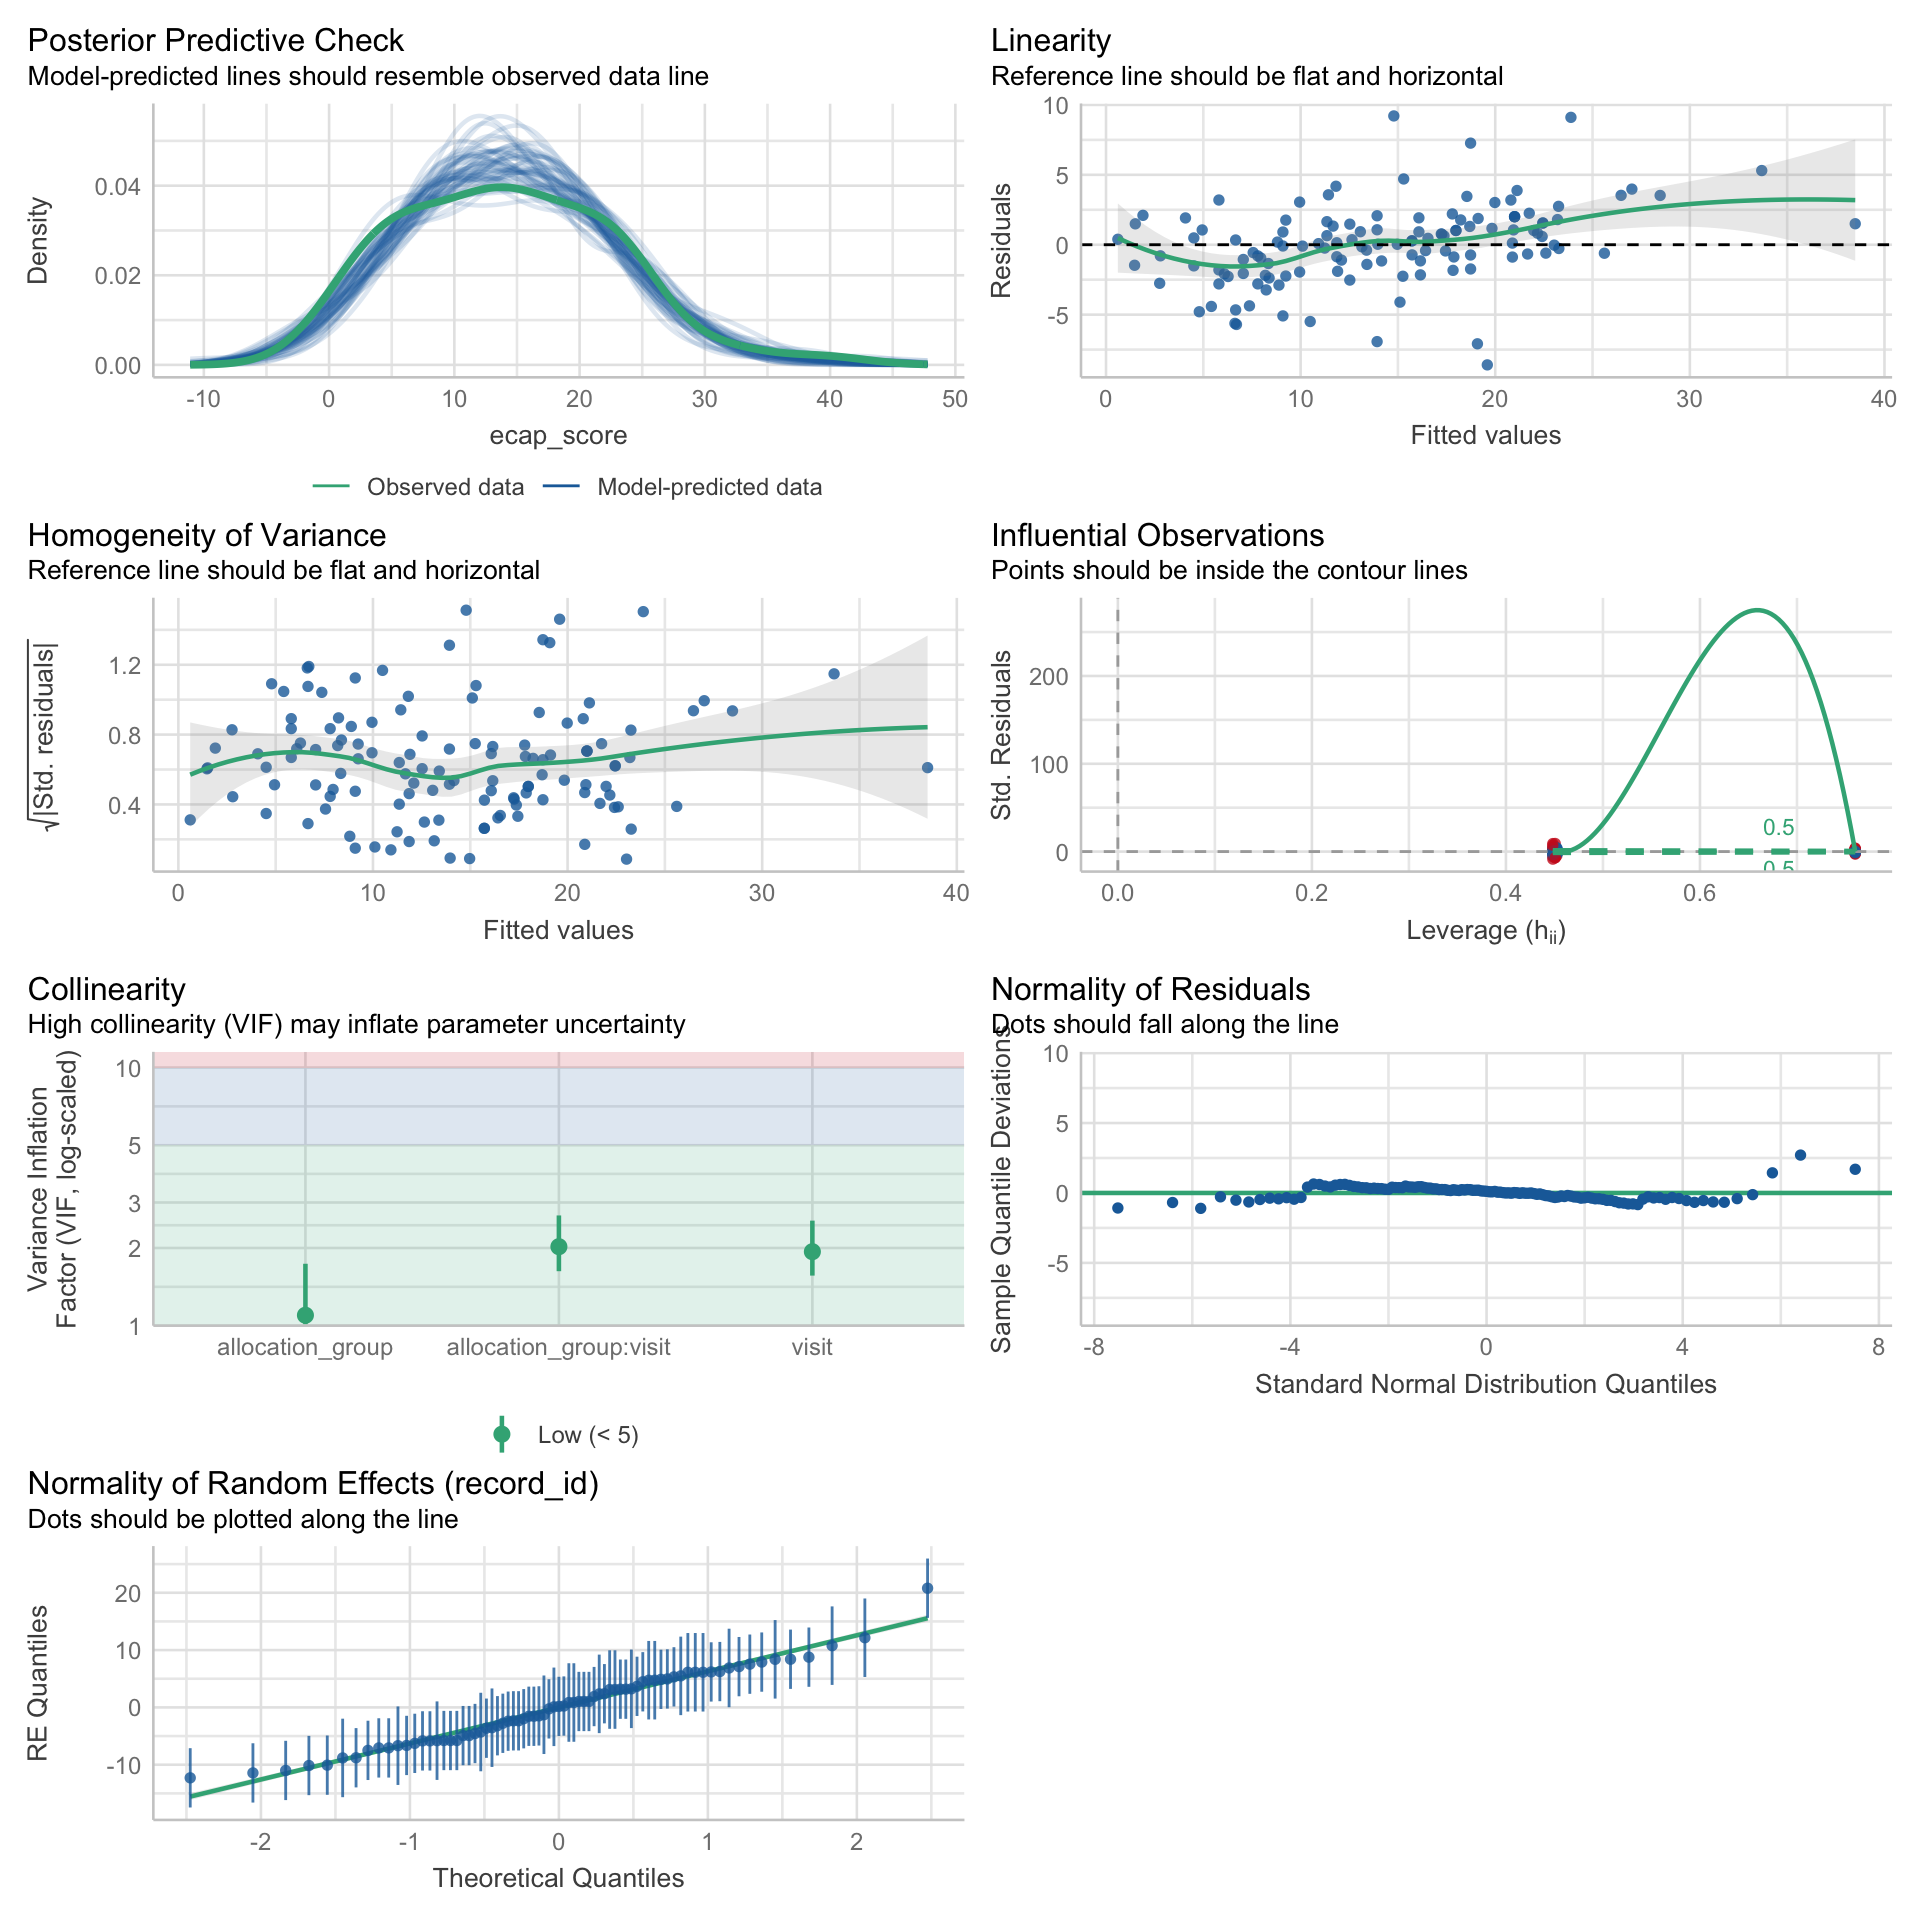 Posterior Predictive Check
Model-predicted lines should resemble observed data line
Density
0.04
0.02
0.00
-10
0
10
20
30
40
50
ecap_score
Observed data
Model-predicted data
Linearity
Reference line should be flat and horizontal
Residuals
10
5
0
-5
0
10
20
30
40
Fitted values
Homogeneity of Variance
Reference line should be flat and horizontal
√|Std. residuals|
1.2
0.8
0.4
0
10
20
30
40
Fitted values
Influential Observations
Points should be inside the contour lines
Std. Residuals
200
100
0
0.5
0.5
0.0
0.2
0.4
0.6
Leverage (hii)
Collinearity
High collinearity (VIF) may inflate parameter uncertainty
Variance Inflation
Factor (VIF, log-scaled)
10
5
3
2
1
allocation_group
allocation_group:visit
visit
Low (< 5)
Normality of Residuals
Dots should fall along the line
Sample Quantile Deviations
10
5
0
-5
-8
-4
0
4
8
Standard Normal Distribution Quantiles
Normality of Random Effects (record_id)
Dots should be plotted along the line
RE Quantiles
20
10
0
-10
-2
-1
0
1
2
Theoretical Quantiles